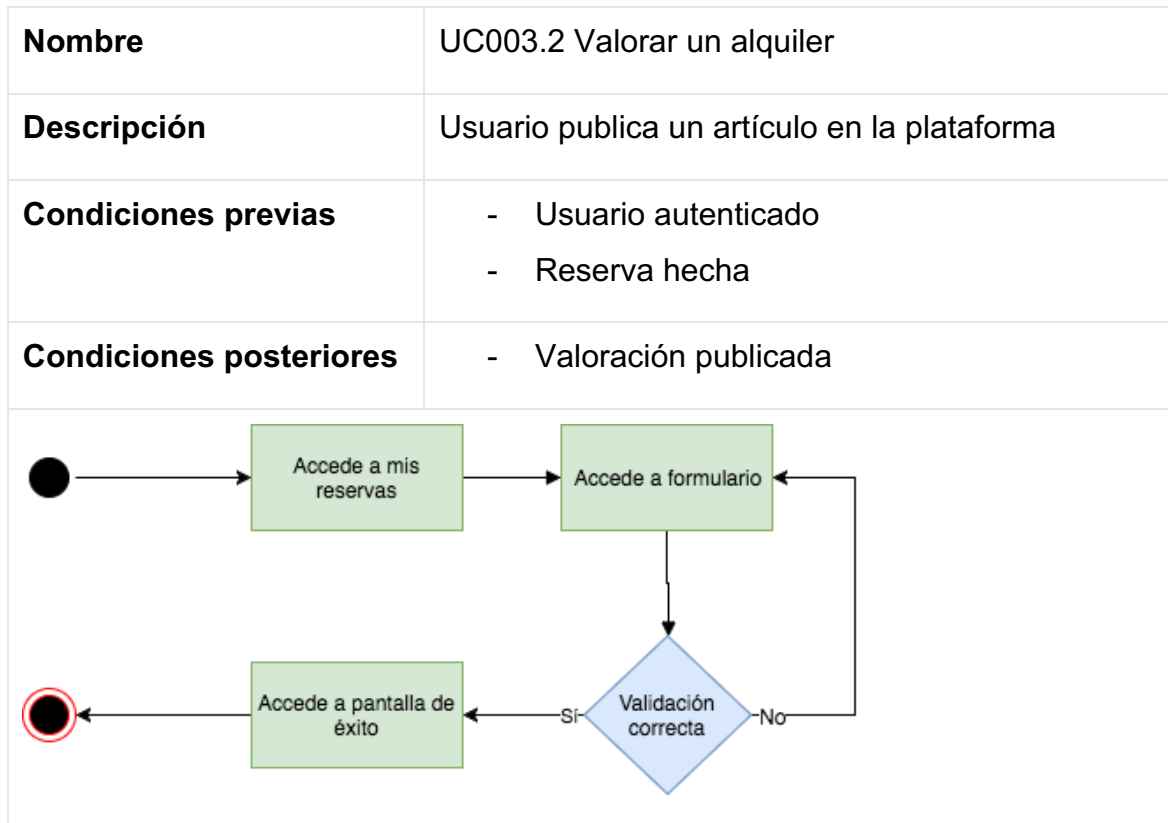 Nombre
UC003.2 Valorar un alquiler
Descripción
Usuario publica un artículo en la plataforma
Condiciones previas
- Usuario autenticado
- Reserva hecha
Condiciones posteriores
- Valoración publicada
Accede a mis
reservas
Accede a formulario
Accede a pantalla de
éxito
Sí
Validación
correcta
No